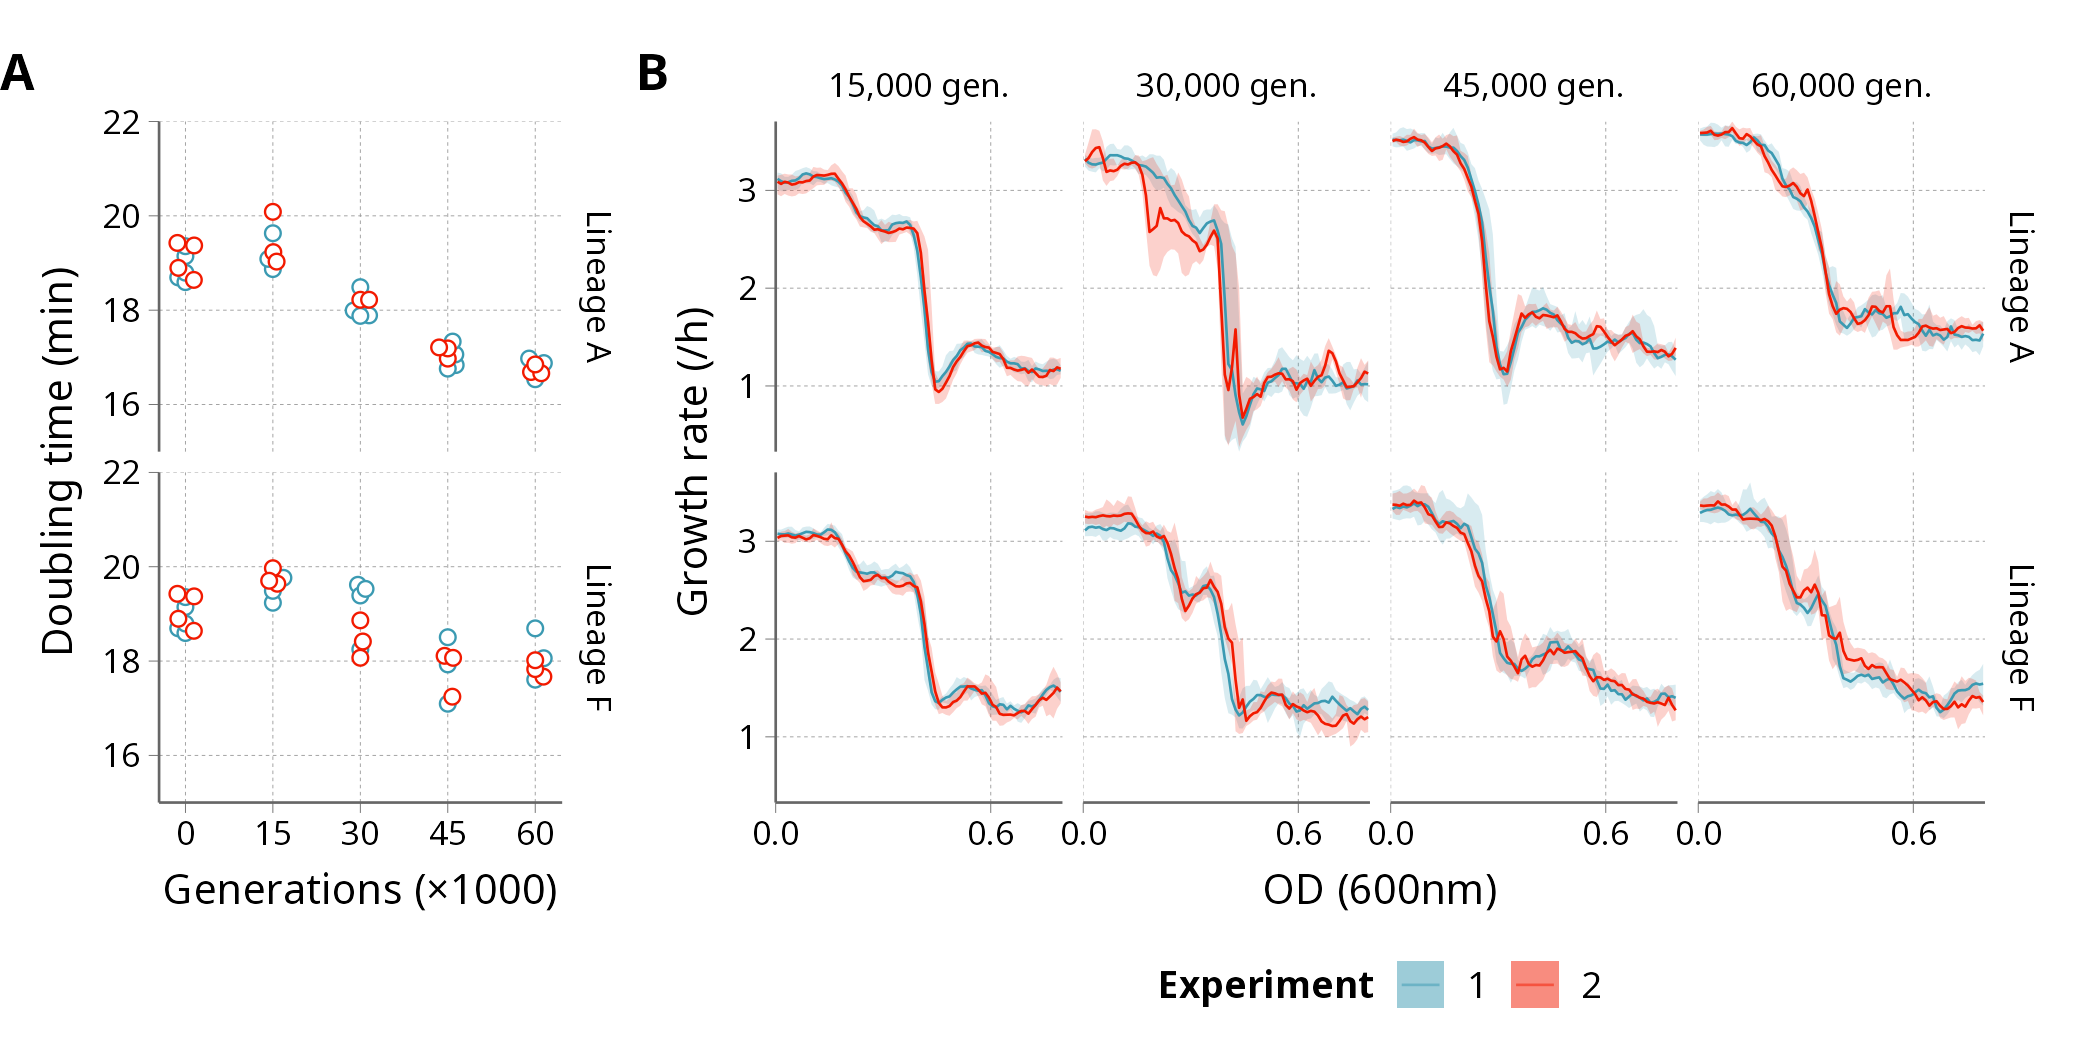 A
B
15,000 gen.
30,000 gen.
45,000 gen.
60,000 gen.
Doubling time (min)
22
20
18
16
Lineage A
22
20
18
16
Lineage F
0
15
30
45
60
Generations (×1000)
Growth rate (/h)
3
2
1
Lineage A
3
2
1
Lineage F
0.0
0.6
0.0
0.6
0.0
0.6
0.0
0.6
OD (600nm)
Experiment 1 2